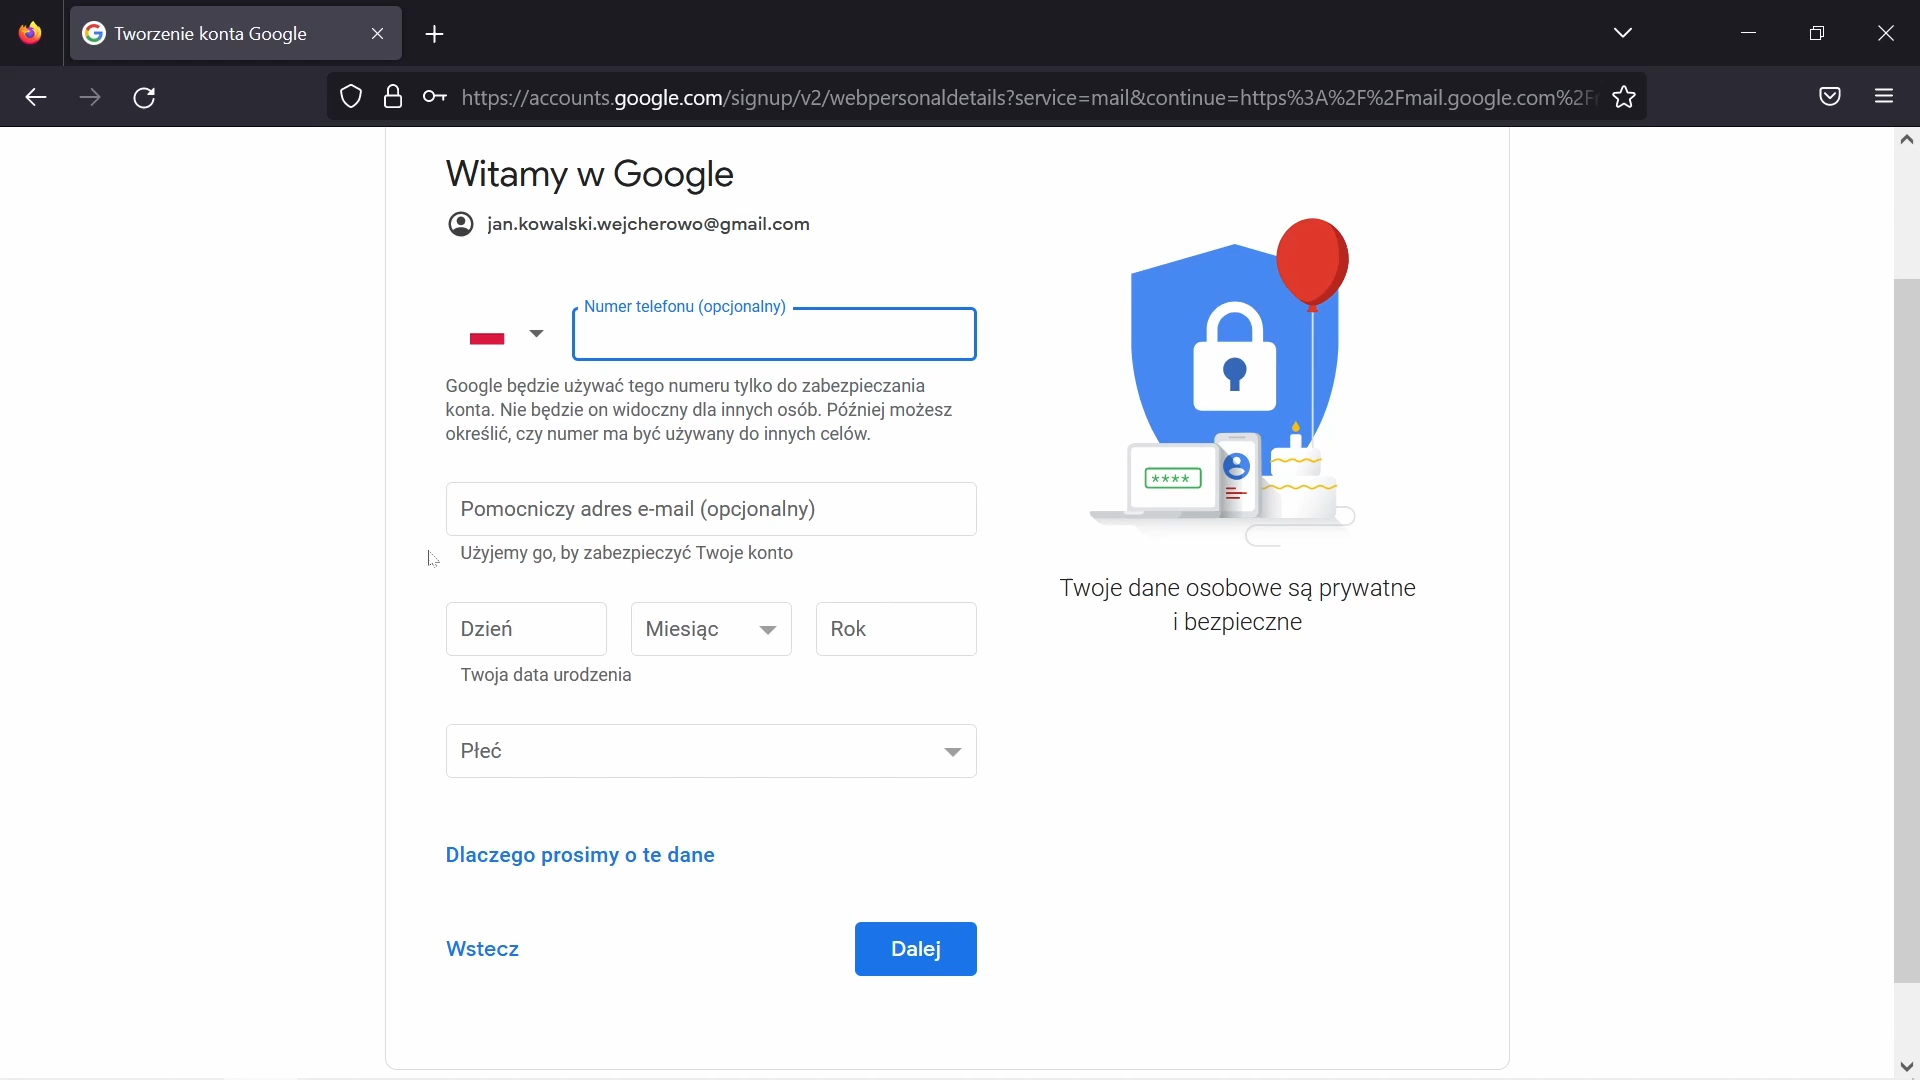 Tworzenie konta Google
https://accounts.google.com/signup/v2/webpersonaldetails?service=mail&continue=https%3A%2F%2Fmail.google.com%2F
Witamy w Google
jan.kowalski.wejcherowo@gmail.com
Numer telefonu (opcjonalny)
Google będzie używać tego numeru tylko do zabezpieczania
konta. Nie będzie on widoczny dla innych osób. Później możesz
określić, czy numer ma być używany do innych celów.
Pomocniczy adres e-mail (opcjonalny)
Użyjemy go, by zabezpieczyć Twoje konto
Dzień
Miesiąc
Rok
Twoja data urodzenia
Płeć
Dlaczego prosimy o te dane
Wstecz
Dalej
****
Twoje dane osobowe są prywatne
i bezpieczne